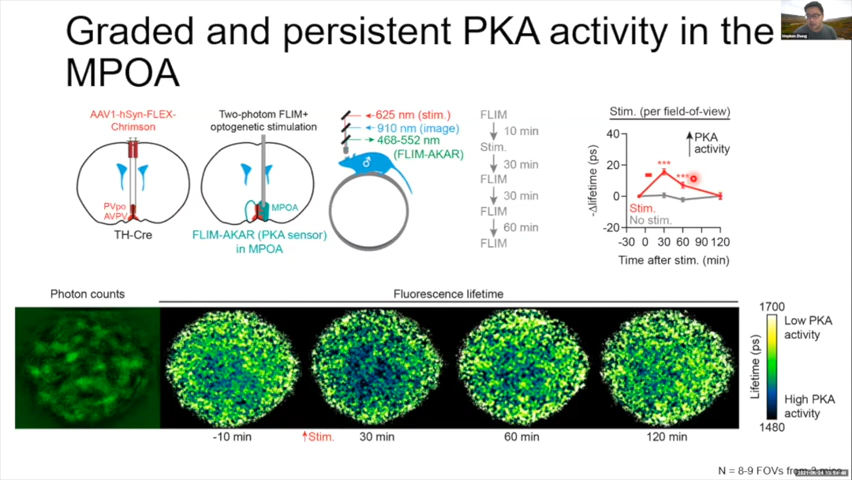 Graded and persistent PKA activity in the
MPOA
Stephen Zhang
AAV1-hSyn-FLEX-
Chrimson
PVpo
AVPV
TH-Cre
Two-photom FLIM+
optogenetic stimulation
MPOA
FLIM-AKAR (PKA sensor)
in MPOA
625 nm (stim.)
910 nm (image)
468-552 nm
(FLIM-AKAR)
♂
FLIM
10 min
Stim.
30 min
FLIM
30 min
FLIM
60 min
FLIM
Stim. (per field-of-view)
-Δlifetime (ps)
40
20
0
-20
***
***
PKA
activity
Stim.
No stim.
-30 0 30 60 120
Time after stim. (min)
Photon counts
Fluorescence lifetime
-10 min
Stim.
30 min
60 min
120 min
Lifetime (ps)
1700
Low PKA
activity
High PKA
activity
1480
N = 8-9 FOVs from 3 mice